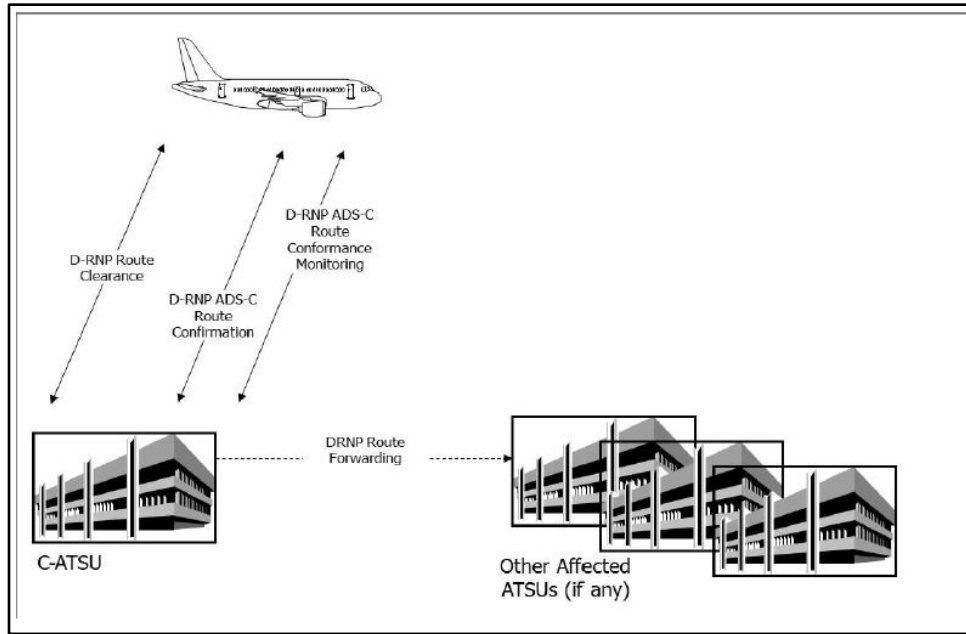 D-RNP Route
Clearance
D-RNP ADS-C
Route
Confirmation
D-RNP ADS-C
Route
Conformance
Monitoring
DRNP Route
Forwarding
C-ATSU
Other Affected
ATSUs (if any)